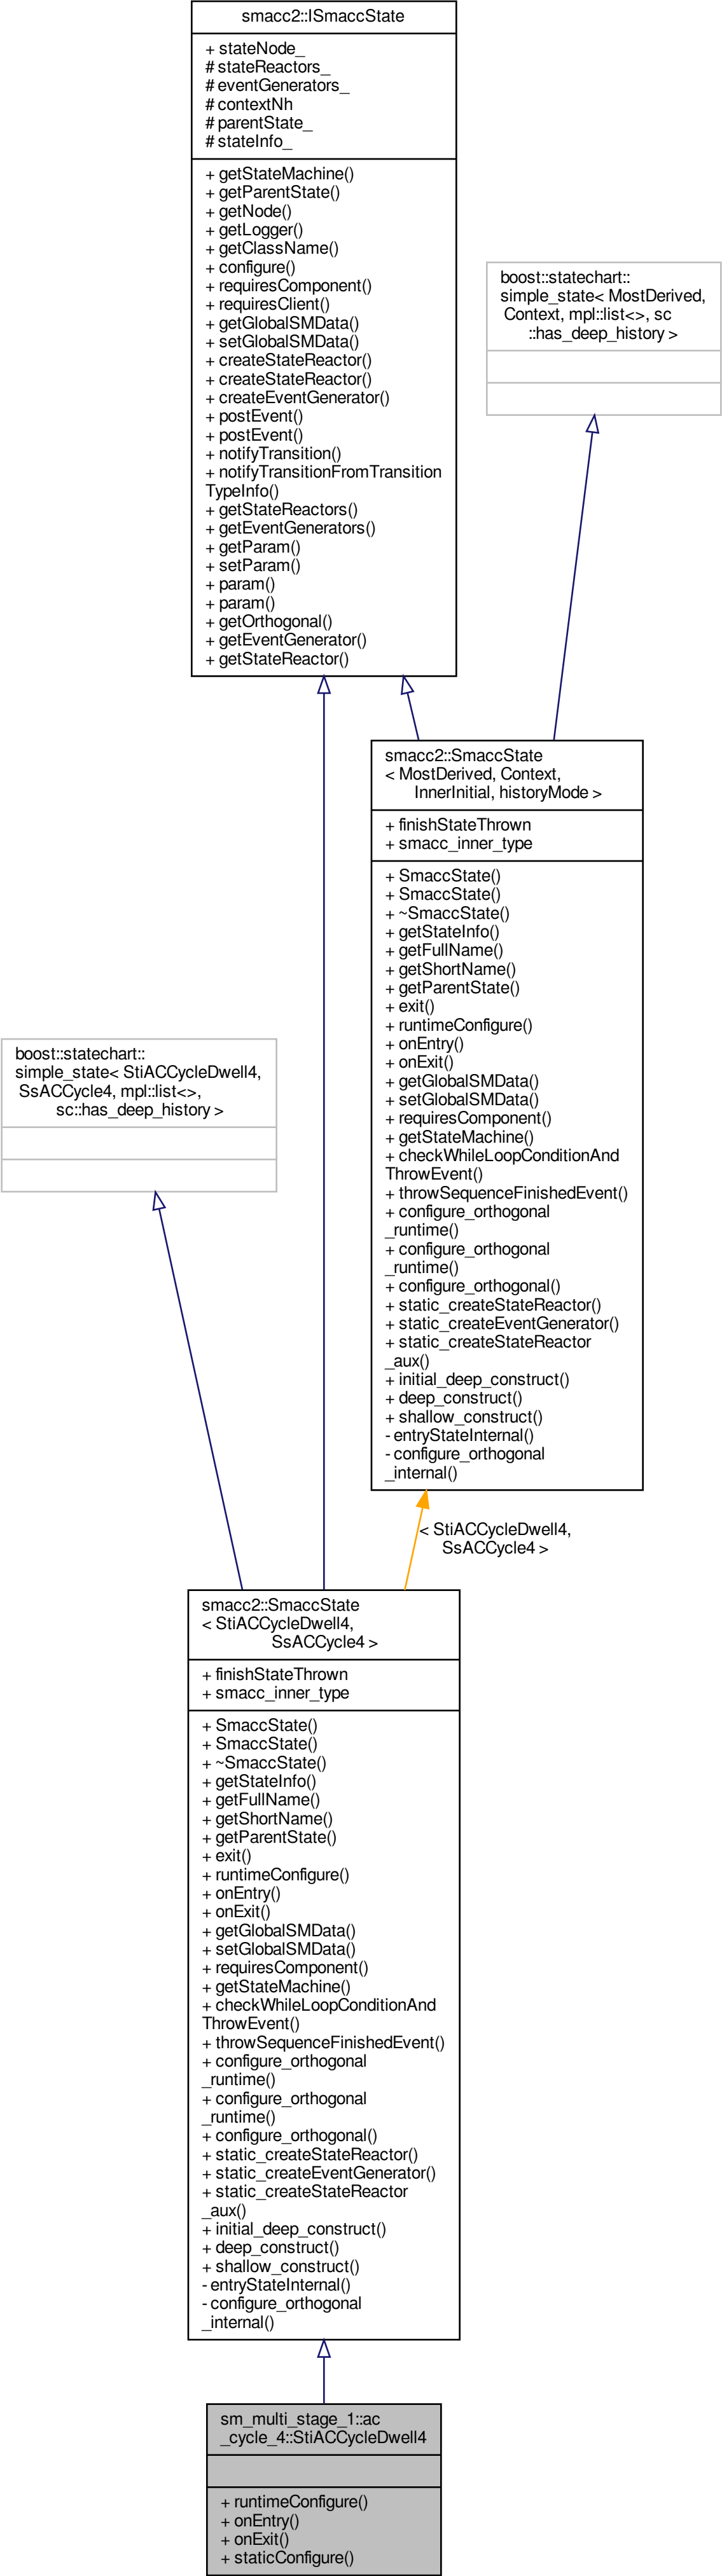 smacc2::ISmaccState
+ stateNode_
# stateReactors_
# eventGenerators_
# contextNh
# parentState_
# stateInfo_
+ getStateMachine()
+ getParentState()
+ getNode()
+ getLogger()
+ getClassName()
+ configure()
+ requiresComponent()
+ requiresClient()
+ getGlobalSMData()
+ setGlobalSMData()
+ createStateReactor()
+ createStateReactor()
+ createEventGenerator()
+ postEvent()
+ postEvent()
+ notifyTransition()
+ notifyTransitionFromTransition
TypeInfo()
+ getStateReactors()
+ getEventGenerators()
+ getParam()
+ setParam()
+ param()
+ param()
+ getOrthogonal()
+ getEventGenerator()
+ getStateReactor()
boost::statechart::
simple_state< MostDerived,
Context, mpl::list<>, sc
::has_deep_history >
smacc2::SmaccState
< MostDerived, Context,
InnerInitial, historyMode >
+ finishStateThrown
+ smacc_inner_type
+ SmaccState()
+ SmaccState()
+ ~SmaccState()
+ getStateInfo()
+ getFullName()
+ getShortName()
+ getParentState()
+ exit()
+ runtimeConfigure()
+ onEntry()
+ onExit()
+ getGlobalSMData()
+ setGlobalSMData()
+ requiresComponent()
+ getStateMachine()
+ checkWhileLoopConditionAnd
ThrowEvent()
+ throwSequenceFinishedEvent()
+ configure_orthogonal
_runtime()
+ configure_orthogonal
_runtime()
+ configure_orthogonal()
+ static_createStateReactor()
+ static_createEventGenerator()
+ static_createStateReactor
_aux()
+ initial_deep_construct()
+ deep_construct()
+ shallow_construct()
- entryStateInternal()
- configure_orthogonal
_internal()
boost::statechart::
simple_state< StiACCycleDwell4,
SsACCycle4, mpl::list<>,
sc::has_deep_history >
< StiACCycleDwell4,
SsACCycle4 >
smacc2::SmaccState
< StiACCycleDwell4,
SsACCycle4 >
+ finishStateThrown
+ smacc_inner_type
+ SmaccState()
+ SmaccState()
+ ~SmaccState()
+ getStateInfo()
+ getFullName()
+ getShortName()
+ getParentState()
+ exit()
+ runtimeConfigure()
+ onEntry()
+ onExit()
+ getGlobalSMData()
+ setGlobalSMData()
+ requiresComponent()
+ getStateMachine()
+ checkWhileLoopConditionAnd
ThrowEvent()
+ throwSequenceFinishedEvent()
+ configure_orthogonal
_runtime()
+ configure_orthogonal
_runtime()
+ configure_orthogonal()
+ static_createStateReactor()
+ static_createEventGenerator()
+ static_createStateReactor
_aux()
+ initial_deep_construct()
+ deep_construct()
+ shallow_construct()
- entryStateInternal()
- configure_orthogonal
_internal()
sm_multi_stage_1::ac
_cycle_4::StiACCycleDwell4
+ runtimeConfigure()
+ onEntry()
+ onExit()
+ staticConfigure()